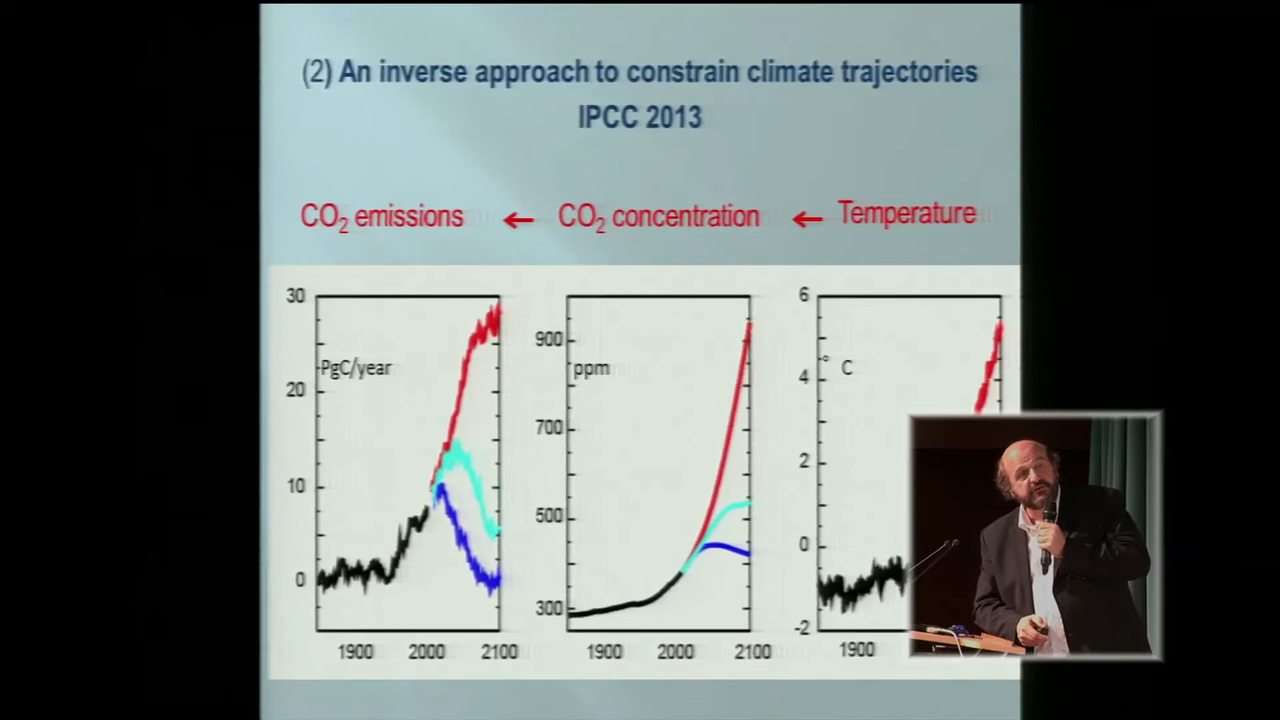 (2) An inverse approach to constrain climate trajectories
IPCC 2013
CO₂ emissions ← CO₂ concentration ← Temperature
30
20
10
0
PgC/year
1900 2000 2100
900
700
500
300
ppm
1900 2000 2100
6
4
2
0
-2
° C
1900